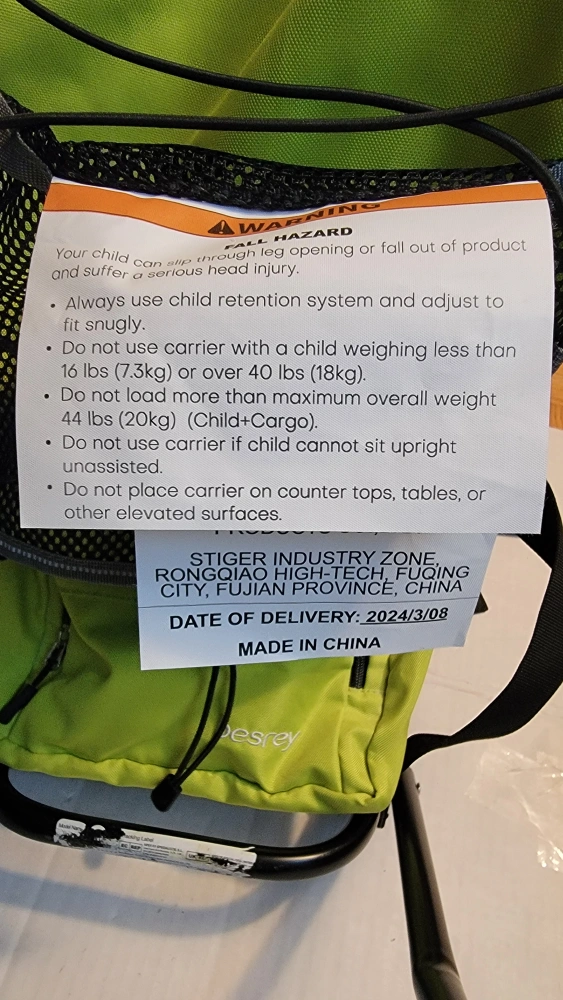 WARNING
FALL HAZARD
Your child can slip through leg opening or fall out of product
and suffer a serious head injury.
• Always use child retention system and adjust to
fit snugly.
• Do not use carrier with a child weighing less than
16 lbs (7.3kg) or over 40 lbs (18kg).
• Do not load more than maximum overall weight
44 lbs (20kg) (Child+Cargo).
• Do not use carrier if child cannot sit upright
unassisted.
• Do not place carrier on counter tops, tables, or
other elevated surfaces.
STIGER INDUSTRY ZONE,
RONGQIAO HIGH-TECH, FUQING
CITY, FUJIAN PROVINCE, CHINA
DATE OF DELIVERY: 2024/3/08
MADE IN CHINA
besrey